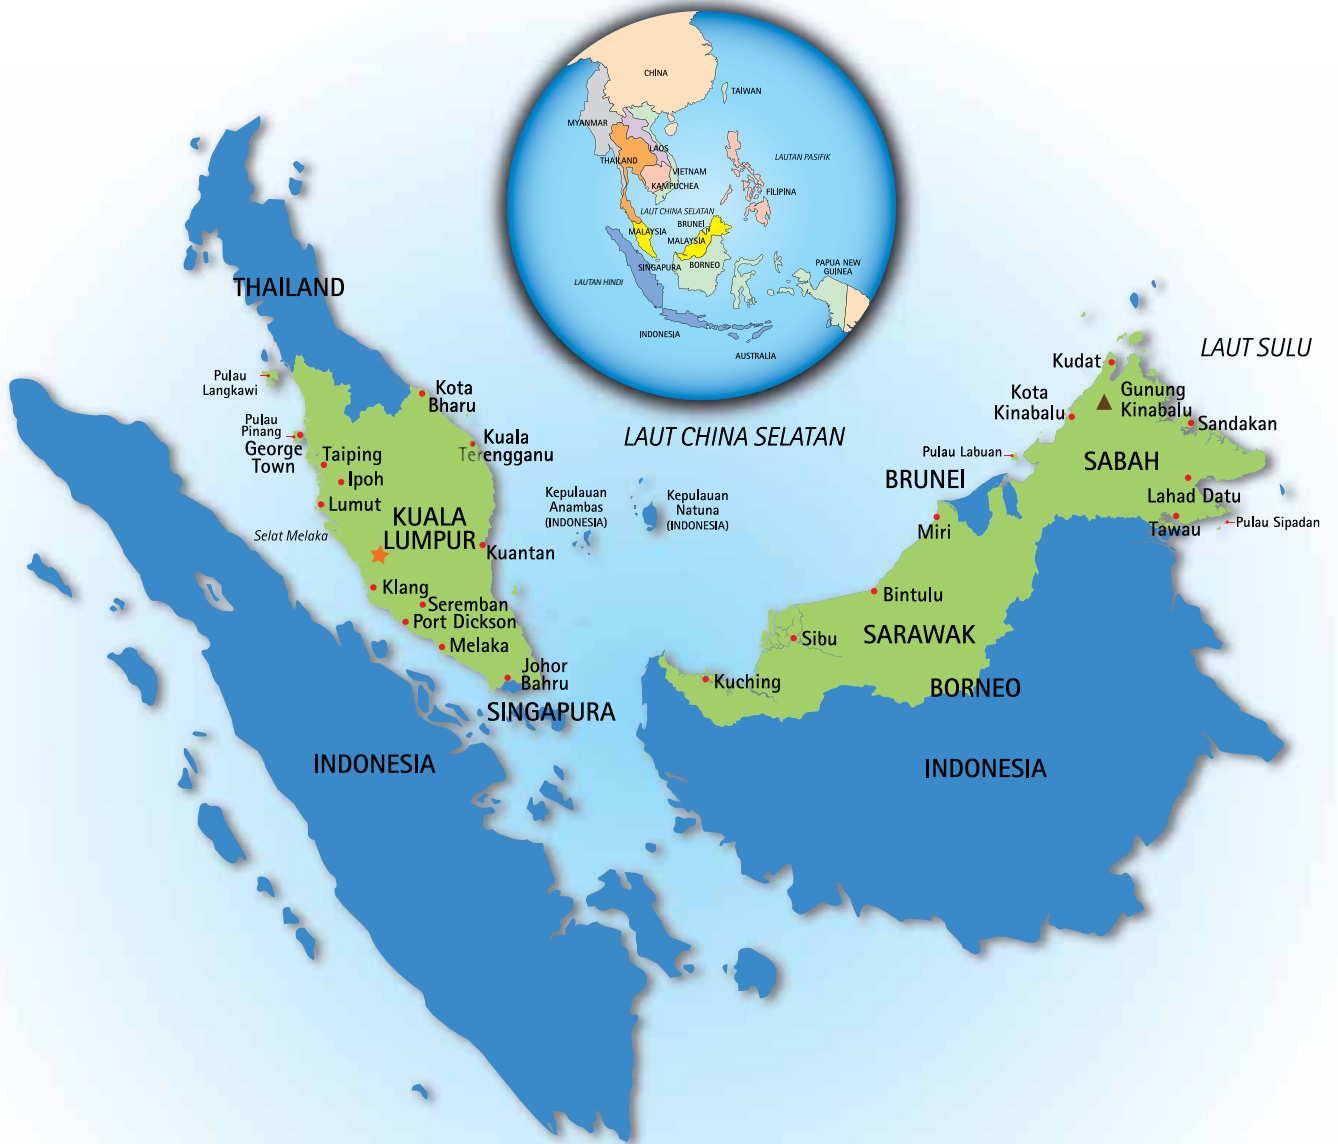 CHINA
TAIWAN
MYANMAR
LAOS
LAUTAN PASIFIK
THAILAND
VIETNAM
KAMPUCHEA
FILIPINA
LAUT CHINA SELATAN
BRUNEI
MALAYSIA
MALAYSIA
SINGAPURA
BORNEO
PAPUA NEW
GUINEA
LAUTAN HINDI
INDONESIA
AUSTRALIA
THAILAND
Pulau
Langkawi
Kota
Bharu
Pulau
Pinang
George
Town
Kuala
Terengganu
Taiping
Ipoh
Lumut
KUALA
LUMPUR
Selat Melaka
Kuantan
Klang
Seremban
Port Dickson
Melaka
Johor
Bahru
SINGAPURA
INDONESIA
LAUT CHINA SELATAN
Kepulauan
Anambas
(INDONESIA)
Kepulauan
Natuna
(INDONESIA)
LAUT SULU
Kudat
Kota
Kinabalu
Gunung
Kinabalu
Sandakan
Pulau Labuan
SABAH
BRUNEI
Lahad Datu
Miri
Tawau
Pulau Sipadan
Bintulu
Sibu
SARAWAK
Kuching
BORNEO
INDONESIA